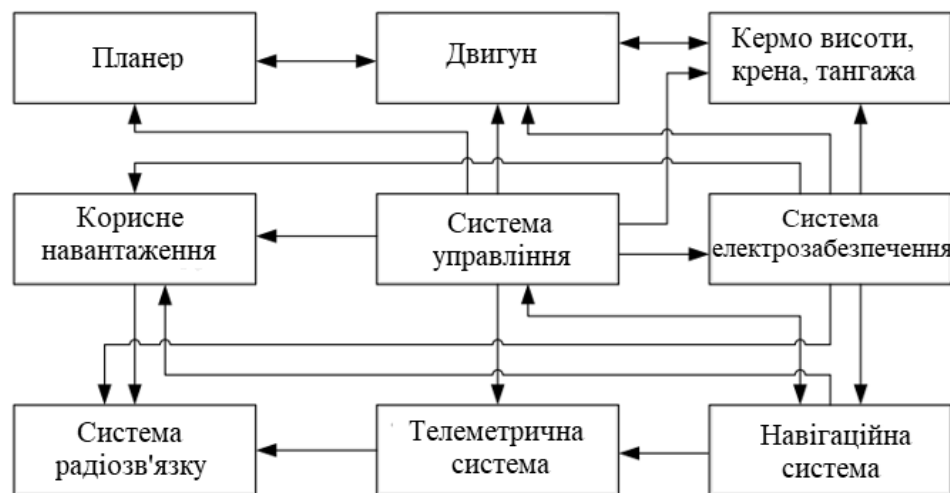 Планер
Двигун
Кермо висоти,
крена, тангажа
Корисне
навантаження
Система
управління
Система
електрозабезпечення
Система
радіозв'язку
Телеметрична
система
Навігаційна
система